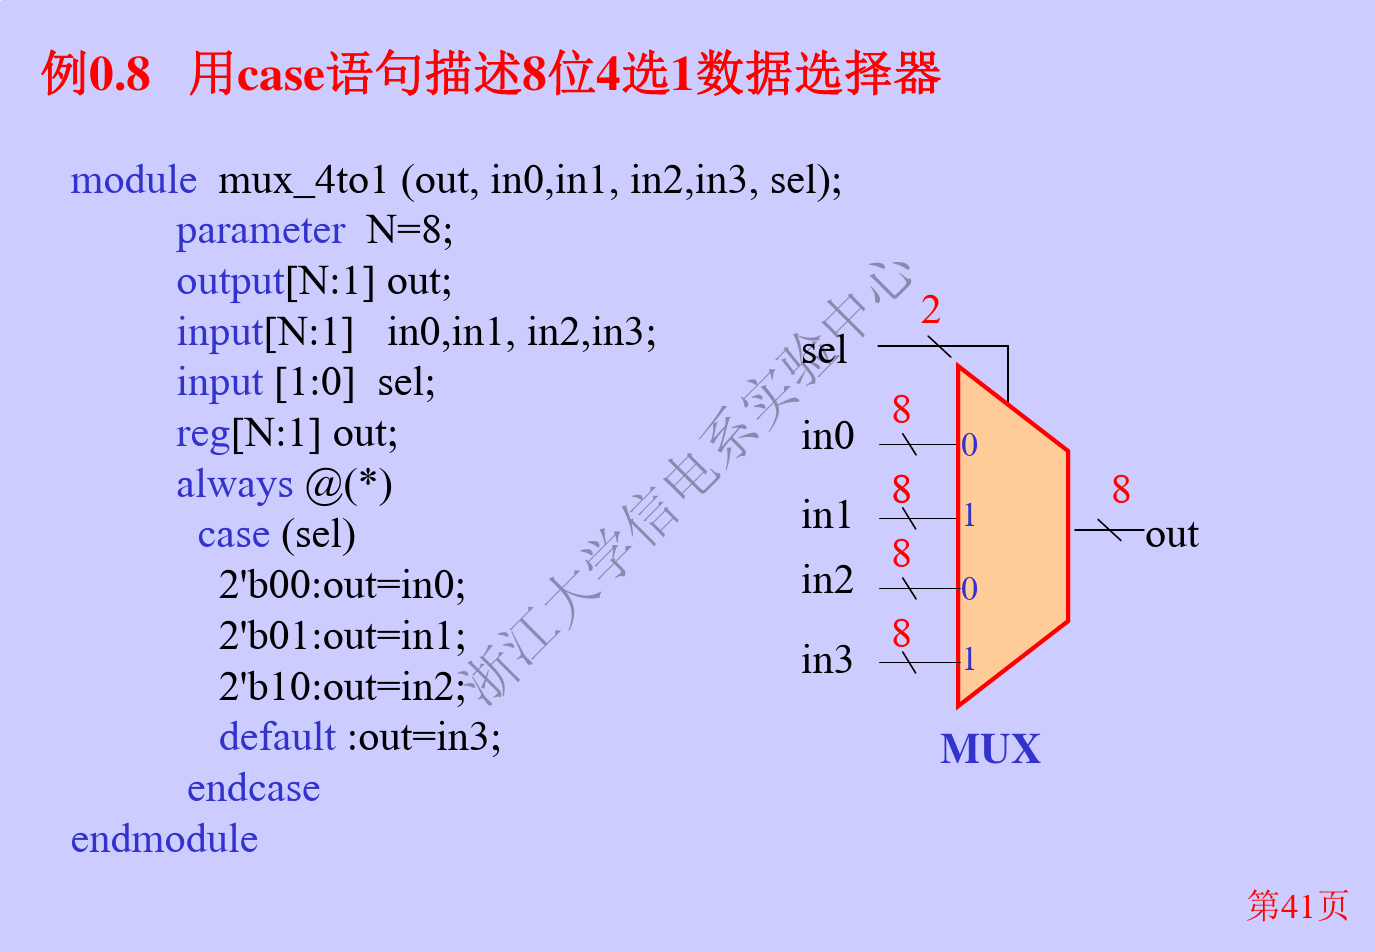 例0.8 用case语句描述8位4选1数据选择器
module mux_4to1 (out, in0,in1, in2,in3, sel);
parameter N=8;
output[N:1] out;
input[N:1] in0,in1, in2,in3;
input [1:0] sel;
reg[N:1] out;
always @(*)
case (sel)
2'b00:out=in0;
2'b01:out=in1;
2'b10:out=in2;
default :out=in3;
endcase
endmodule
浙江大学信电系实验中心
2
sel
8
in0 0
8
in1 1
8
in2 0
8
in3 1
8
out
MUX
第41页